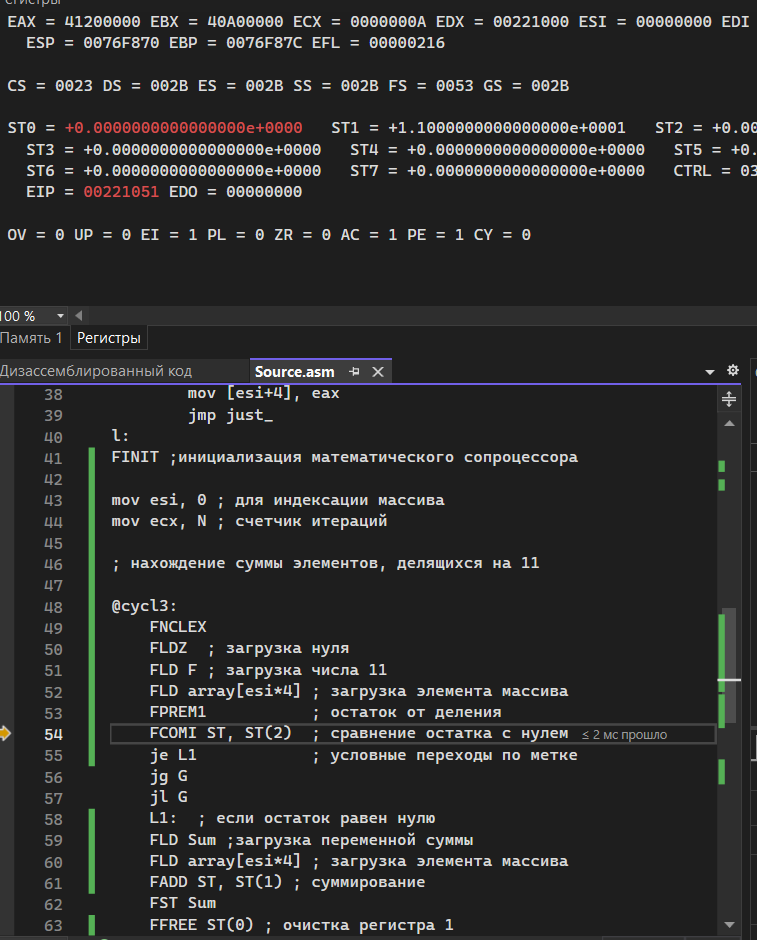 EAX = 41200000 EBX = 40A00000 ECX = 0000000A EDX = 00221000 ESI = 00000000 EDI
ESP = 0076F870 EBP = 0076F87C EFL = 00000216
CS = 0023 DS = 002B ES = 002B SS = 002B FS = 0053 GS = 002B
ST0 = +0.0000000000000000e+0000 ST1 = +1.1000000000000000e+0001 ST2 = +0.00
ST3 = +0.0000000000000000e+0000 ST4 = +0.0000000000000000e+0000 ST5 = +0.
ST6 = +0.0000000000000000e+0000 ST7 = +0.0000000000000000e+0000 CTRL = 03
EIP = 00221051 EDO = 00000000
OV = 0 UP = 0 EI = 1 PL = 0 ZR = 0 AC = 1 PE = 1 CY = 0
100 %
Память 1 Регистры
Дизассемблированный код Source.asm
38 mov [esi+4], eax
39 jmp just_
40 l:
41 FINIT ;инициализация математического сопроцессора
42
43 mov esi, 0 ; для индексации массива
44 mov ecx, N ; счетчик итераций
45
46 ; нахождение суммы элементов, делящихся на 11
47
48 @cycl3:
49 FNCLEX
50 FLDZ ; загрузка нуля
51 FLD F ; загрузка числа 11
52 FLD array[esi*4] ; загрузка элемента массива
53 FPREM1 ; остаток от деления
54 FCOMI ST, ST(2) ; сравнение остатка с нулем ≤ 2 мс прошло
55 je L1 ; условные переходы по метке
56 jg G
57 jl G
58 L1: ; если остаток равен нулю
59 FLD Sum ;загрузка переменной суммы
60 FLD array[esi*4] ; загрузка элемента массива
61 FADD ST, ST(1) ; суммирование
62 FST Sum
63 FFREE ST(0) ; очистка регистра 1